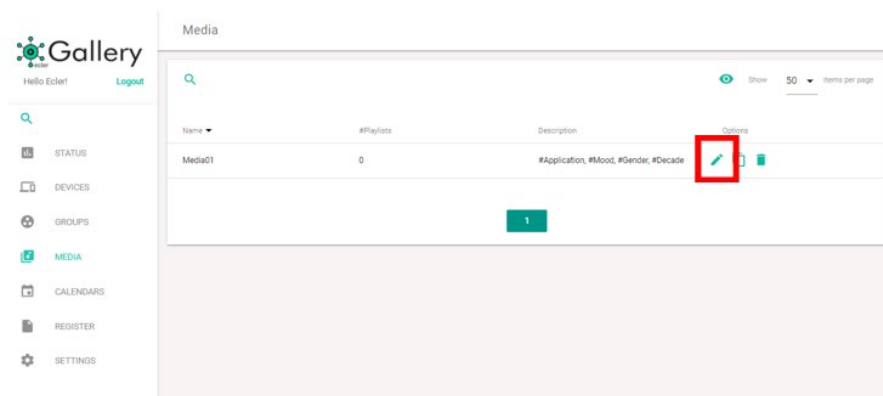 Media
Gallery
ecler
Hello Ecler! Logout
Show 50 items per page
Name #Playlists Description Options
Media01 0 #Application, #Mood, #Gender, #Decade
1
STATUS
DEVICES
GROUPS
MEDIA
CALENDARS
REGISTER
SETTINGS